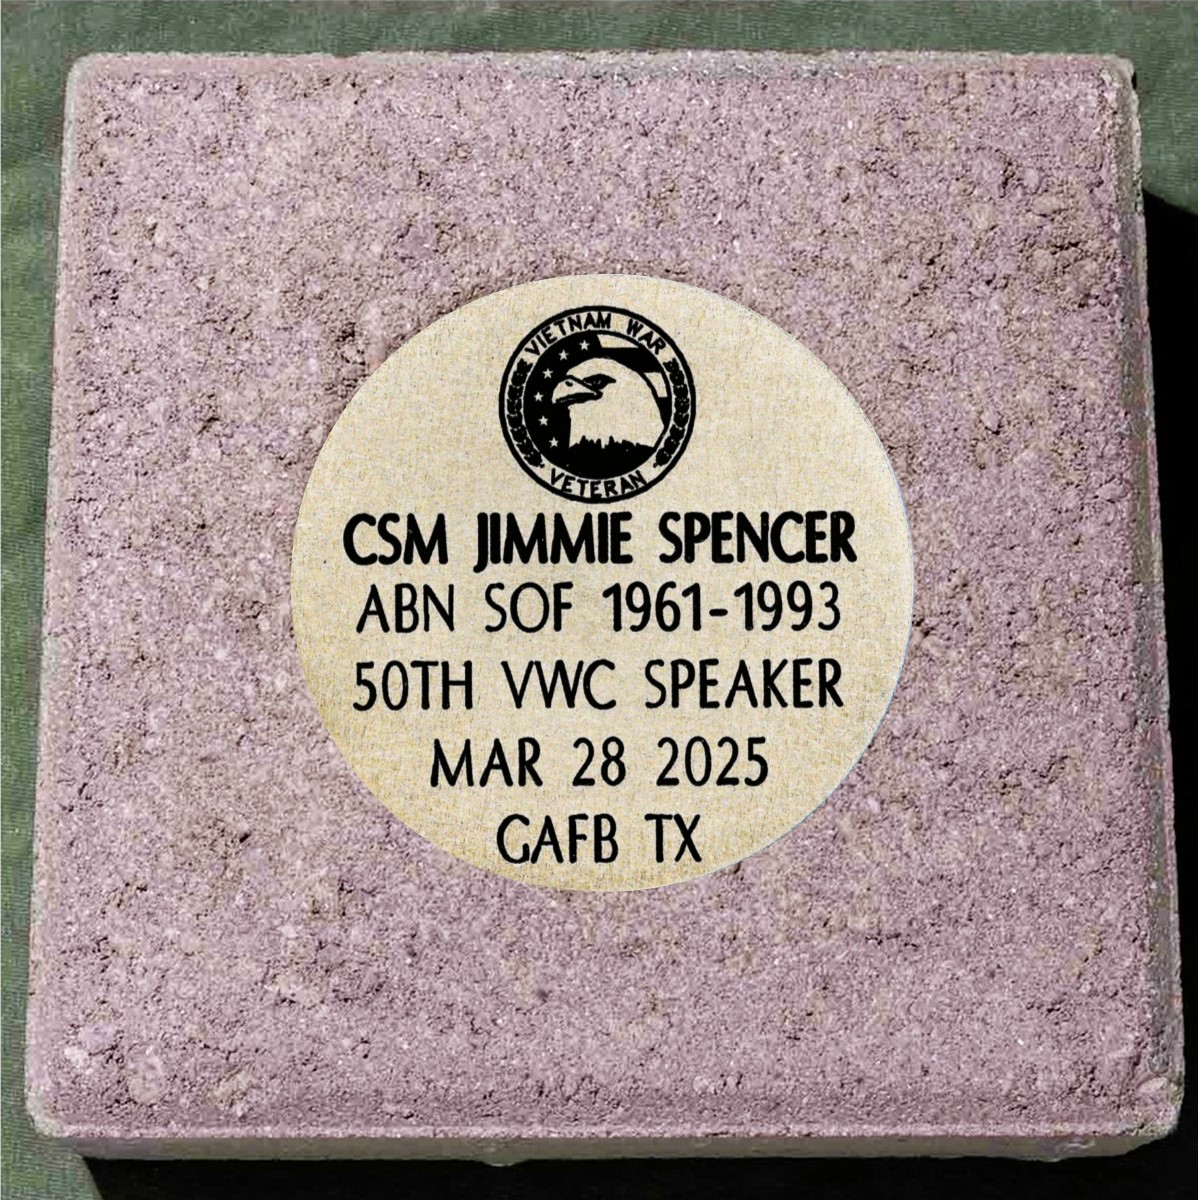 VIETNAM WAR
VETERAN
CSM JIMMIE SPENCER
ABN SOF 1961-1993
50TH VWC SPEAKER
MAR 28 2025
GAFB TX